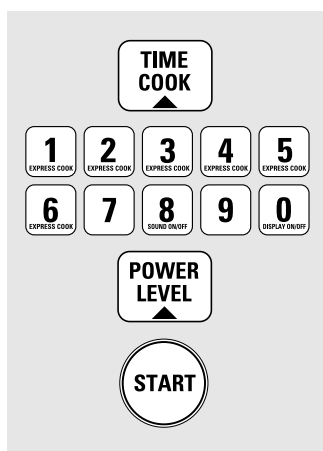 TIME
COOK
1 2 3 4 5
EXPRESS COOK EXPRESS COOK EXPRESS COOK EXPRESS COOK EXPRESS COOK
6 7 8 9 0
EXPRESS COOK SOUND ON/OFF DISPLAY ON/OFF
POWER
LEVEL
START